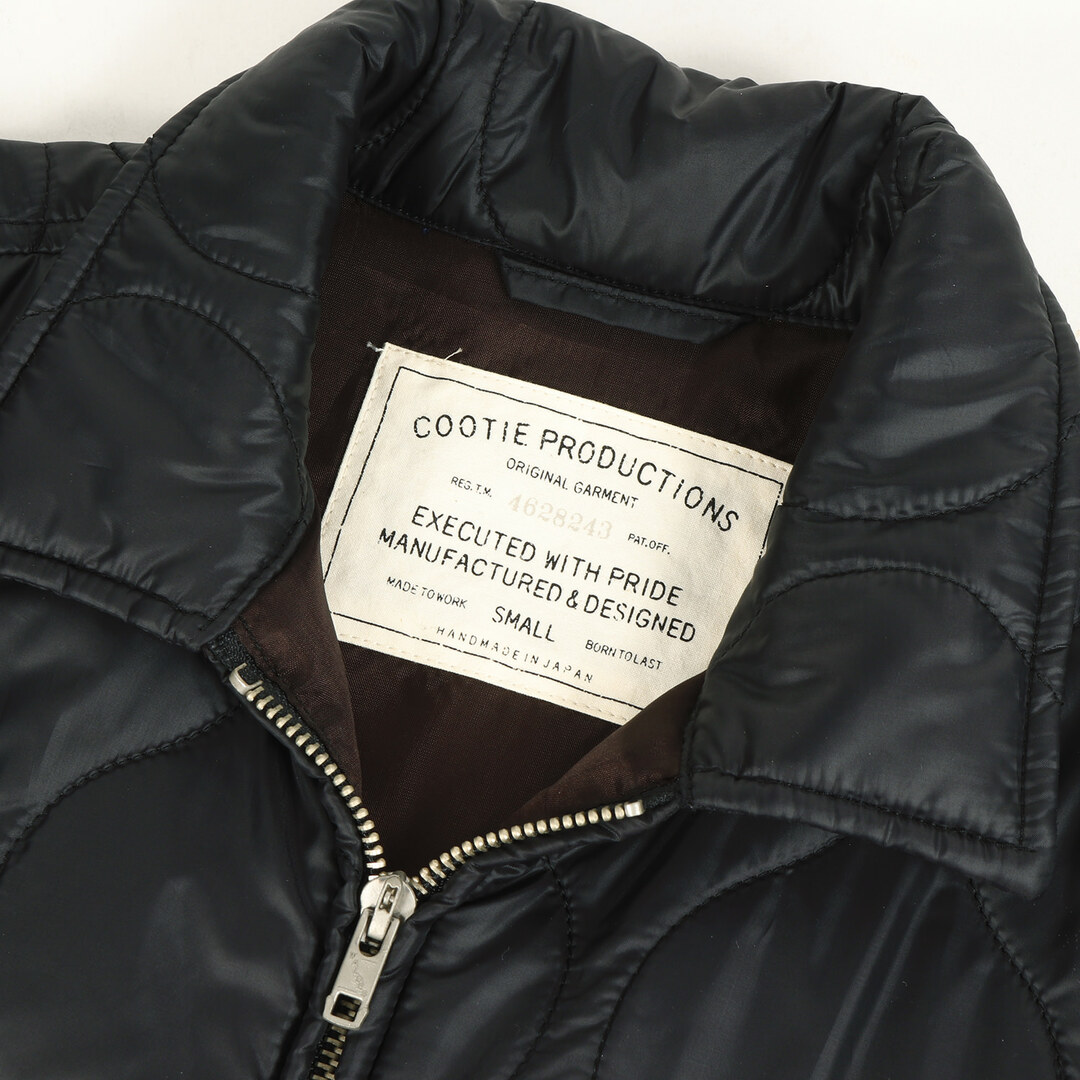 COOTIE PRODUCTIONS
ORIGINAL GARMENT
REG.T.M. 4628243 PAT.OFF.
EXECUTED WITH PRIDE
MANUFACTURED & DESIGNED
MADE TO WORK SMALL BORN TO LAST
HANDMADE IN JAPAN